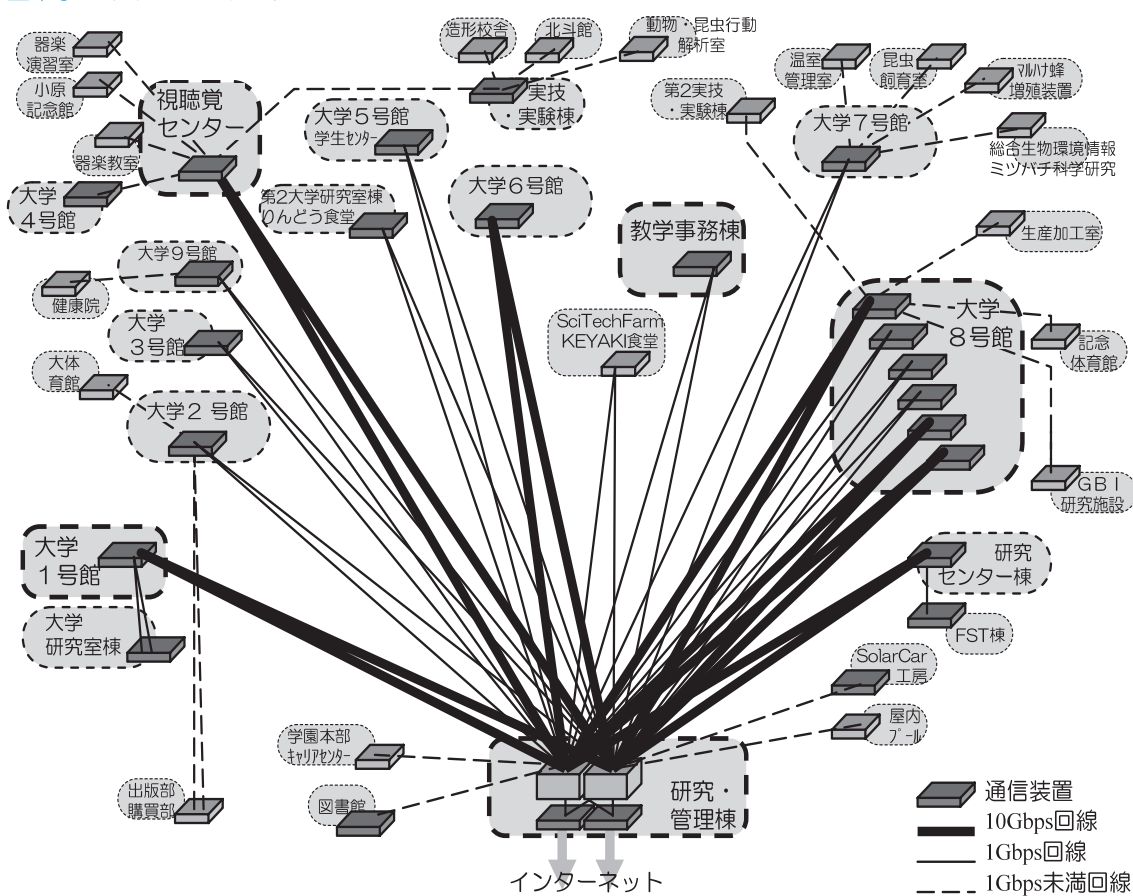 器楽
演習室
小原
記念館
器楽教室
視聴覚
センター
大学
4号館
造形校舎
北斗館
動物・昆虫行動
解析室
実技
・実験棟
大学5号館
学生センター
第2実技
・実験棟
温室
管理室
昆虫
飼育室
マルハナ蜂
増殖装置
大学7号館
総合生物環境情報
ミツバチ科学研究
第2大学研究室棟
りんどう食堂
大学6号館
教学事務棟
生産加工室
大学9号館
健康院
大学
3号館
SciTechFarm
KEYAKI食堂
大学
8号館
記念
体育館
大体
育館
大学2 号館
GBI
研究施設
大学
1号館
研究
センター棟
大学
研究室棟
FST棟
SolarCar
工房
屋内
プール
学園本部
キャリアセンター
出版部
購買部
図書館
研究・
管理棟
インターネット
通信装置
10Gbps回線
1Gbps回線
1Gbps未満回線